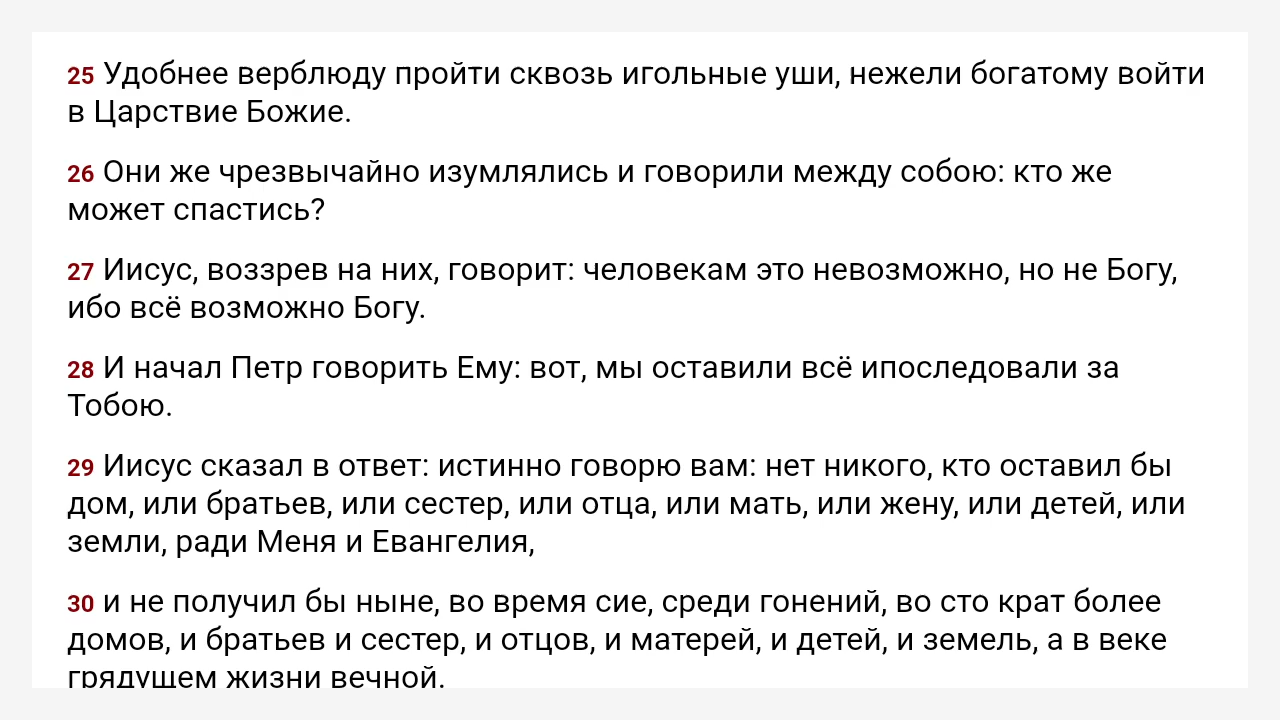 25 Удобнее верблюду пройти сквозь игольные уши, нежели богатому войти
в Царствие Божие.
26 Они же чрезвычайно изумлялись и говорили между собою: кто же
может спастись?
27 Иисус, воззрев на них, говорит: человекам это невозможно, но не Богу,
ибо всё возможно Богу.
28 И начал Петр говорить Ему: вот, мы оставили всё ипоследовали за
Тобою.
29 Иисус сказал в ответ: истинно говорю вам: нет никого, кто оставил бы
дом, или братьев, или сестер, или отца, или мать, или жену, или детей, или
земли, ради Меня и Евангелия,
30 и не получил бы ныне, во время сие, среди гонений, во сто крат более
домов, и братьев и сестер, и отцов, и матерей, и детей, и земель, а в веке
грядущем жизни вечной.